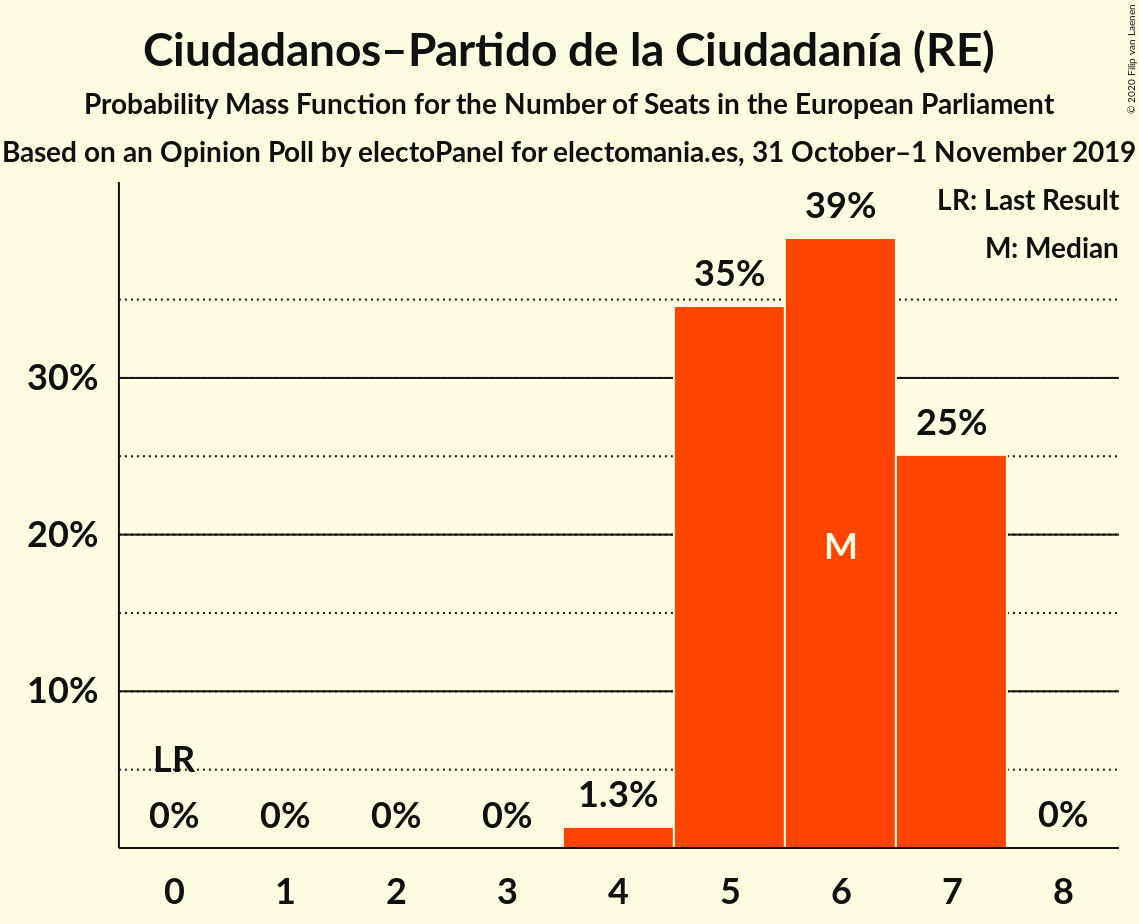 Ciudadanos–Partido de la Ciudadanía (RE)
Probability Mass Function for the Number of Seats in the European Parliament
Based on an Opinion Poll by electoPanel for electomania.es, 31 October–1 November 2019
© 2020 Filip van Laenen
LR: Last Result
M: Median
39%
35%
30%
25%
20%
M
10%
LR
1.3%
0% 0% 0% 0% 0%
0 1 2 3 4 5 6 7 8